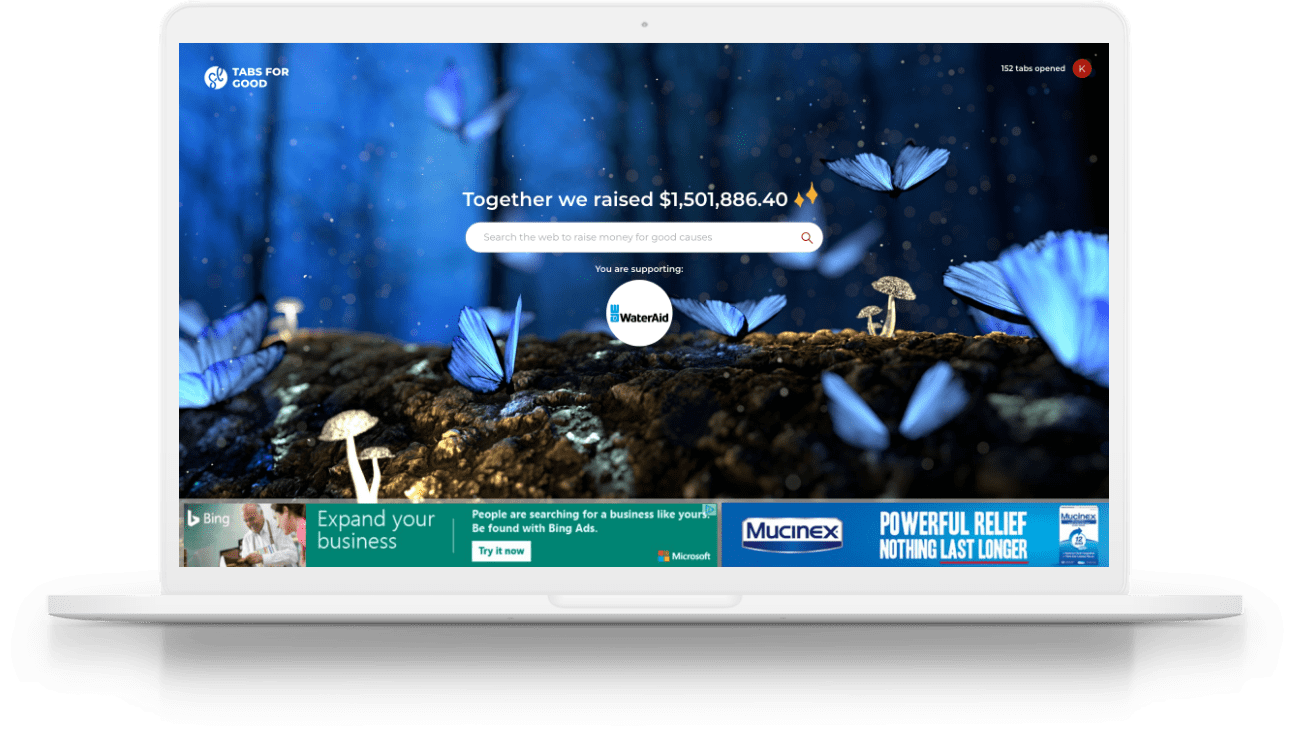 TABS FOR
GOOD
152 tabs opened
K
Together we raised $1,501,886.40
Search the web to raise money for good causes
You are supporting:
WaterAid
Bing
Expand your
business
People are searching for a business like yours.
Be found with Bing Ads.
Try it now
Microsoft
Mucinex
POWERFUL RELIEF
NOTHING LAST LONGER
Mucinex
12